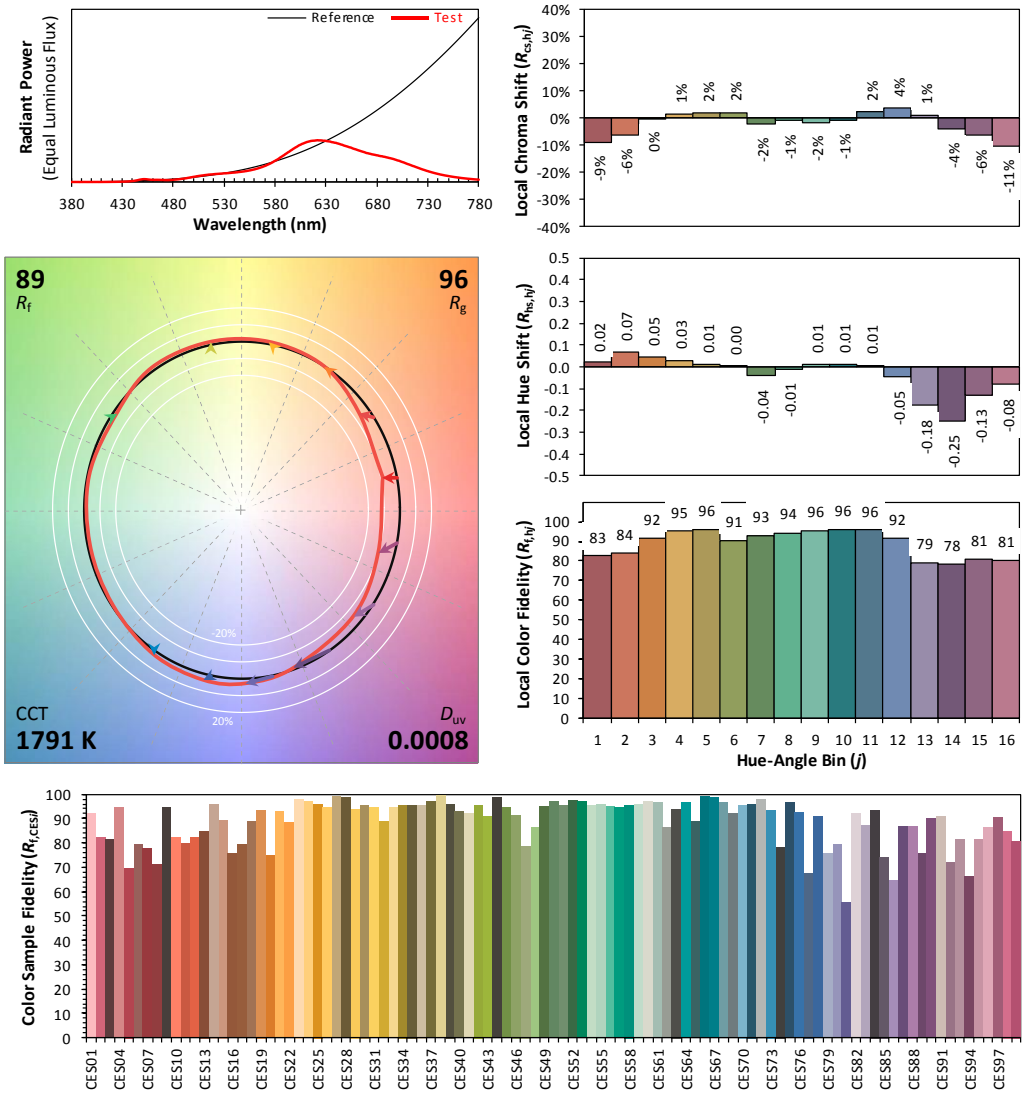 Reference
Test
Radiant Power
(Equal Luminous Flux)
380 430 480 530 580 630 680 730 780
Wavelength (nm)
Local Chroma Shift (Rcs,hj)
40%
30%
20%
10%
0%
-10%
-20%
-30%
-40%
-9% -6% 0% 1% 2% 2% -2% -1% -2% -1% 2% 4% 1% -4% -6% -11%
89
Rf
96
Rg
-20%
20%
CCT
1791 K
Duv
0.0008
Local Hue Shift (Rhs,hj)
0.5
0.4
0.3
0.2
0.1
0.0
-0.1
-0.2
-0.3
-0.4
-0.5
0.02 0.07 0.05 0.03 0.01 0.00 -0.04 -0.01 0.01 0.01 0.01 -0.05 -0.18 -0.25 -0.13 -0.08
Local Color Fidelity (Rf,hj)
100
90
80
70
60
50
40
30
20
10
0
83 84 92 95 96 91 93 94 96 96 96 92 79 78 81 81
1 2 3 4 5 6 7 8 9 10 11 12 13 14 15 16
Hue-Angle Bin (j)
Color Sample Fidelity (Rf,CESi)
100
90
80
70
60
50
40
30
20
10
0
CES01 CES04 CES07 CES10 CES13 CES16 CES19 CES22 CES25 CES28 CES31 CES34 CES37 CES40 CES43 CES46 CES49 CES52 CES55 CES58 CES61 CES64 CES67 CES70 CES73 CES76 CES79 CES82 CES85 CES88 CES91 CES94 CES97